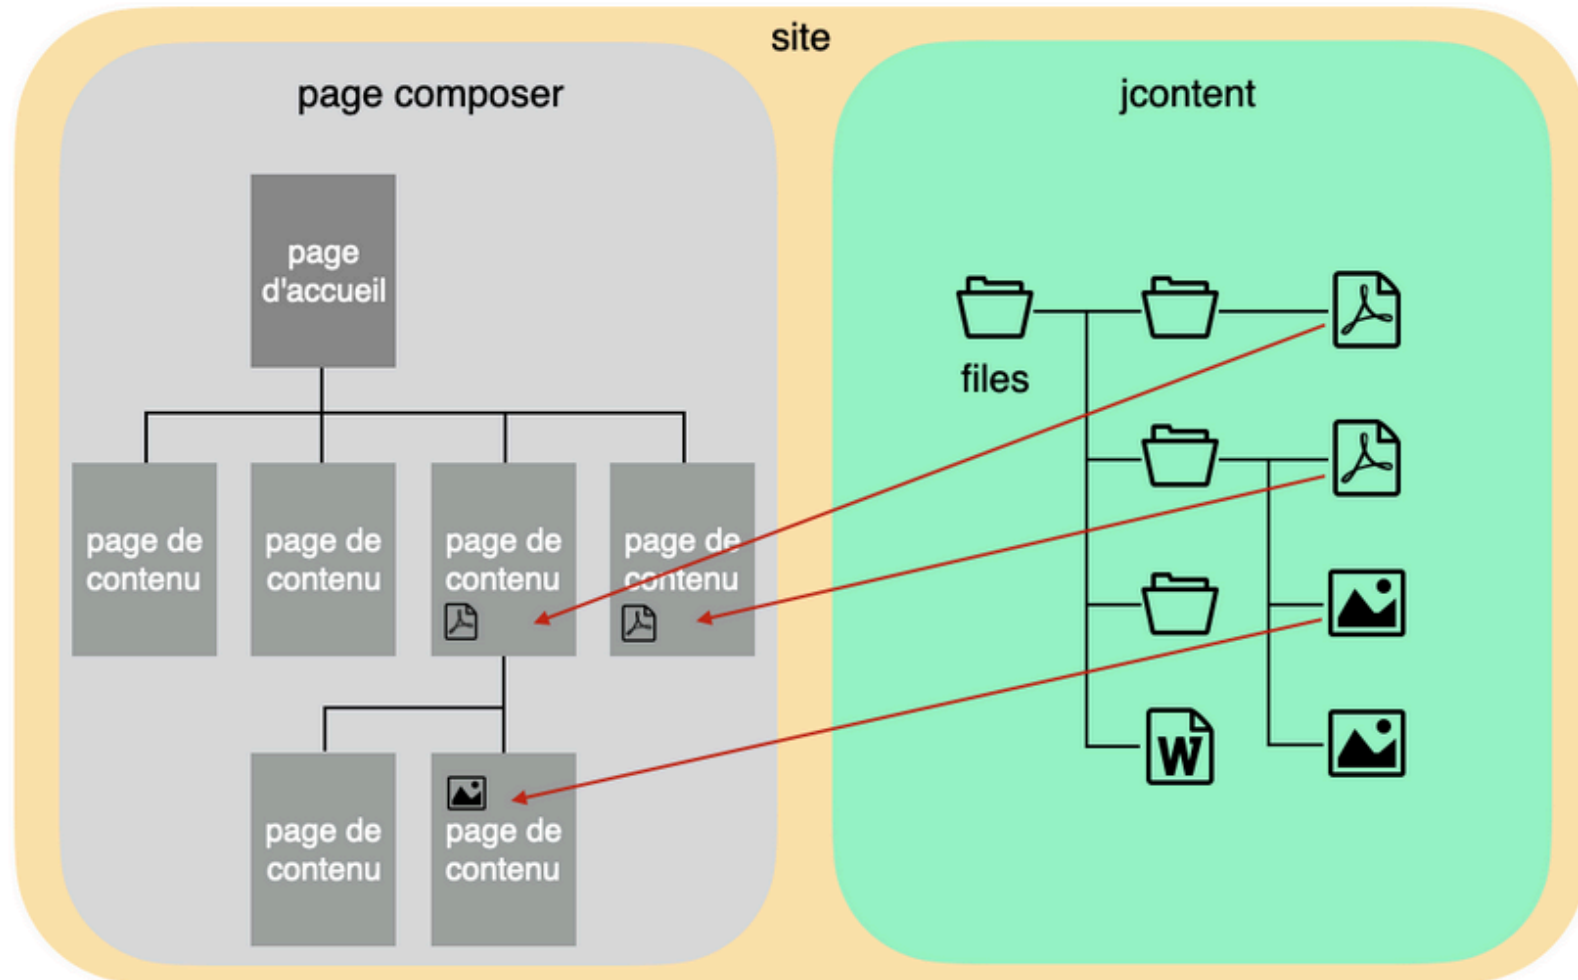 site
page composer
jcontent
page
d'accueil
files
page de
contenu
page de
contenu
page de
contenu
page de
contenu
W
page de
contenu
page de
contenu